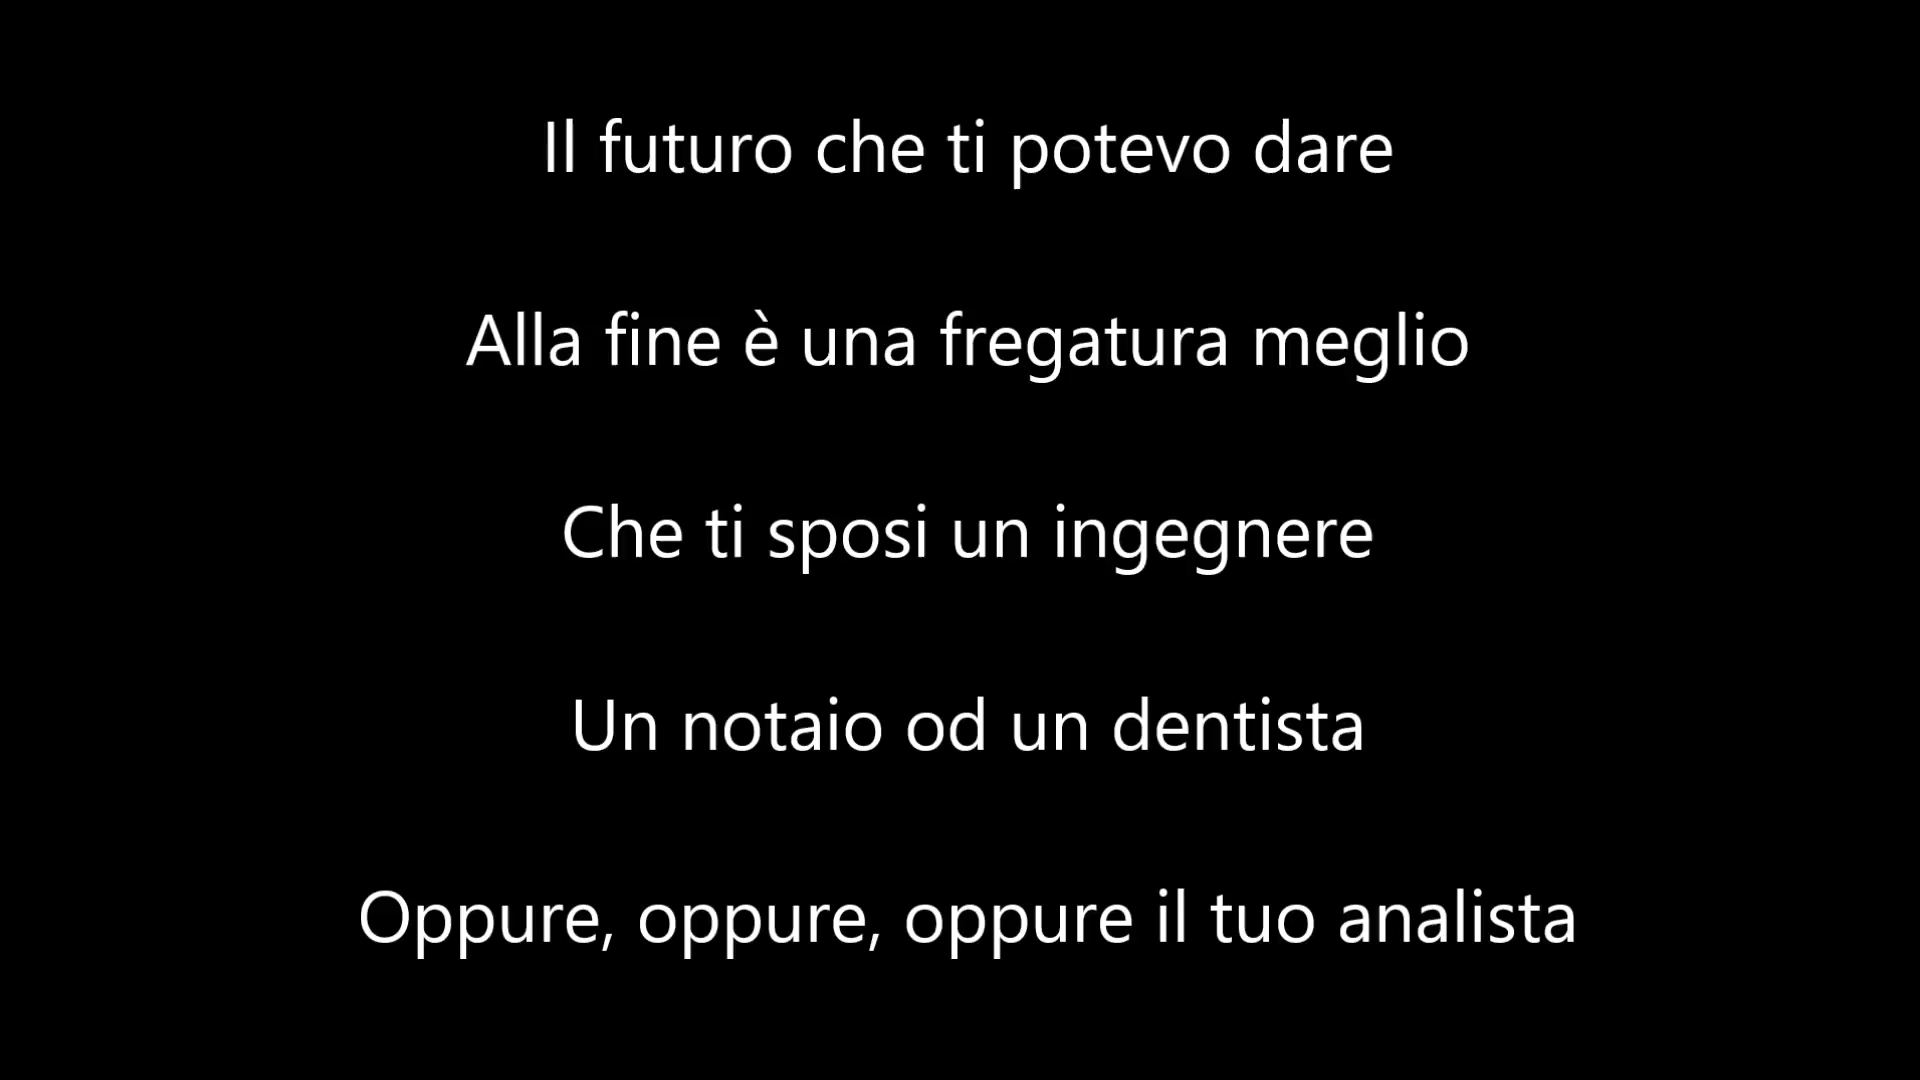 Il futuro che ti potevo dare
Alla fine è una fregatura meglio
Che ti sposi un ingegnere
Un notaio od un dentista
Oppure, oppure, oppure il tuo analista